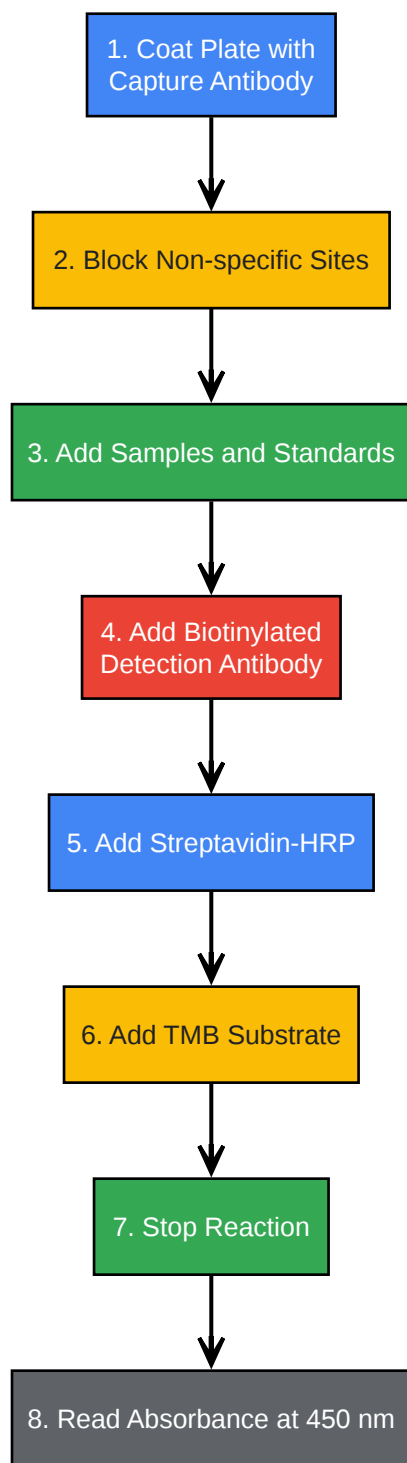 1. Coat Plate with
Capture Antibody
2. Block Non-specific Sites
3. Add Samples and Standards
4. Add Biotinylated
Detection Antibody
5. Add Streptavidin-HRP
6. Add TMB Substrate
7. Stop Reaction
8. Read Absorbance at 450 nm